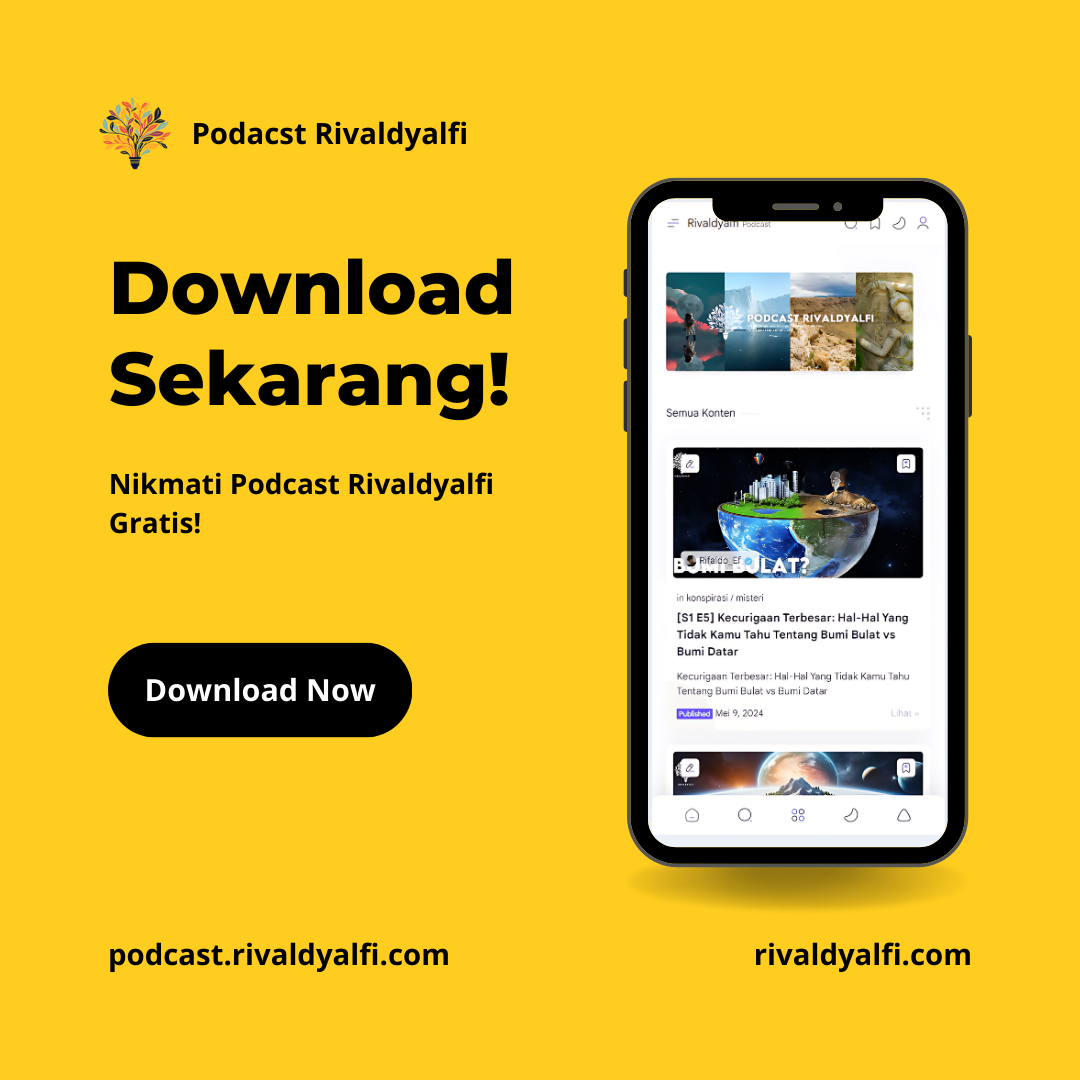 Podacst Rivaldyalfi
Download
Sekarang!
Nikmati Podcast Rivaldyalfi
Gratis!
Download Now
Rivaldyalfi Podcast
PODCAST RIVALDYALFI
Semua Konten
Rifaldo_Ef
BUMI BULAT?
in konspirasi / misteri
[S1 E5] Kecurigaan Terbesar: Hal-Hal Yang
Tidak Kamu Tahu Tentang Bumi Bulat vs
Bumi Datar
Kecurigaan Terbesar: Hal-Hal Yang Tidak Kamu Tahu
Tentang Bumi Bulat vs Bumi Datar
Published Mei 9, 2024
Lihat »
podcast.rivaldyalfi.com
rivaldyalfi.com